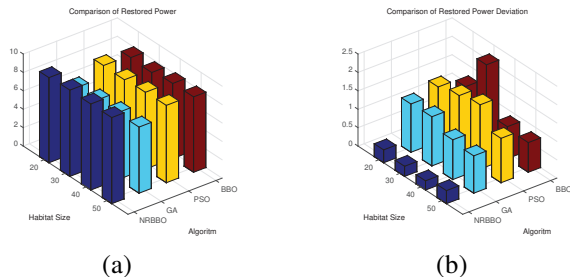 Comparison of Restored Power
10
8
6
4
2
0
20
30
40
50
Habitat Size
NRBBO
GA
PSO
BBO
Algoritm
(a)
Comparison of Restored Power Deviation
2.5
2
1.5
1
0.5
0
20
30
40
50
Habitat Size
NRBBO
GA
PSO
BBO
Algoritm
(b)